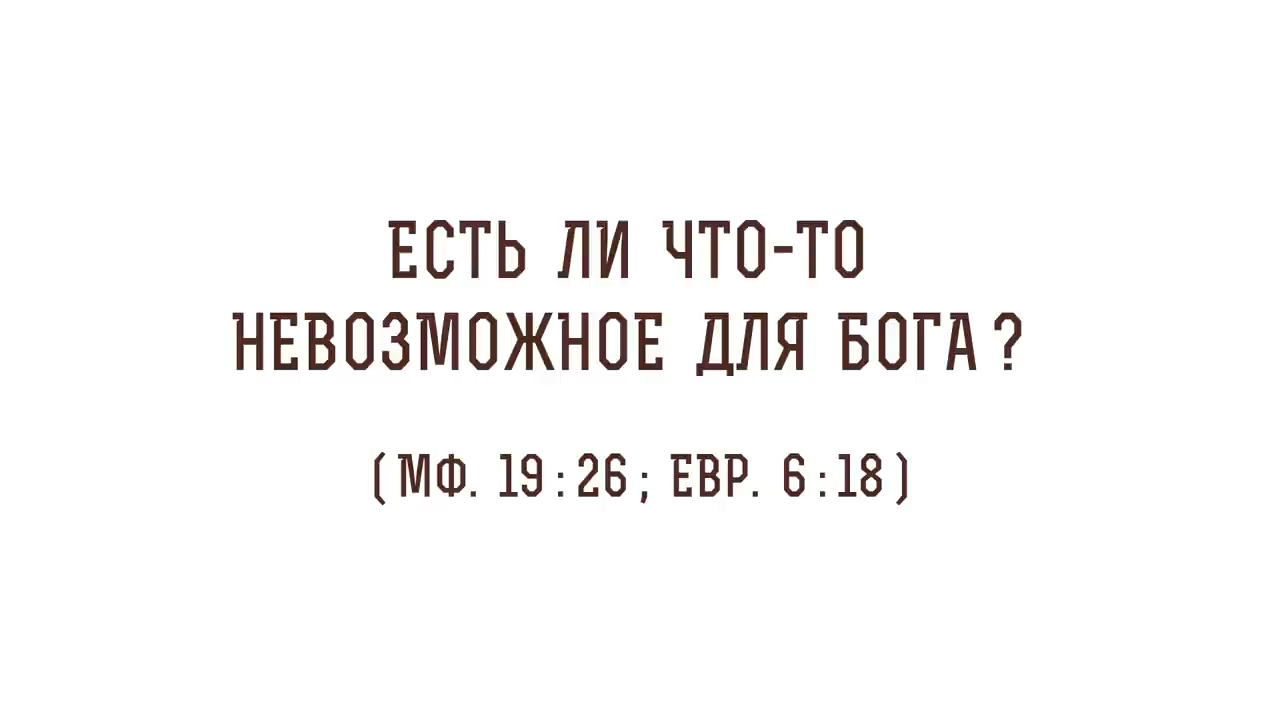 ЕСТЬ ЛИ ЧТО-ТО
НЕВОЗМОЖНОЕ ДЛЯ БОГА?
(МФ. 19:26; ЕВР. 6:18)